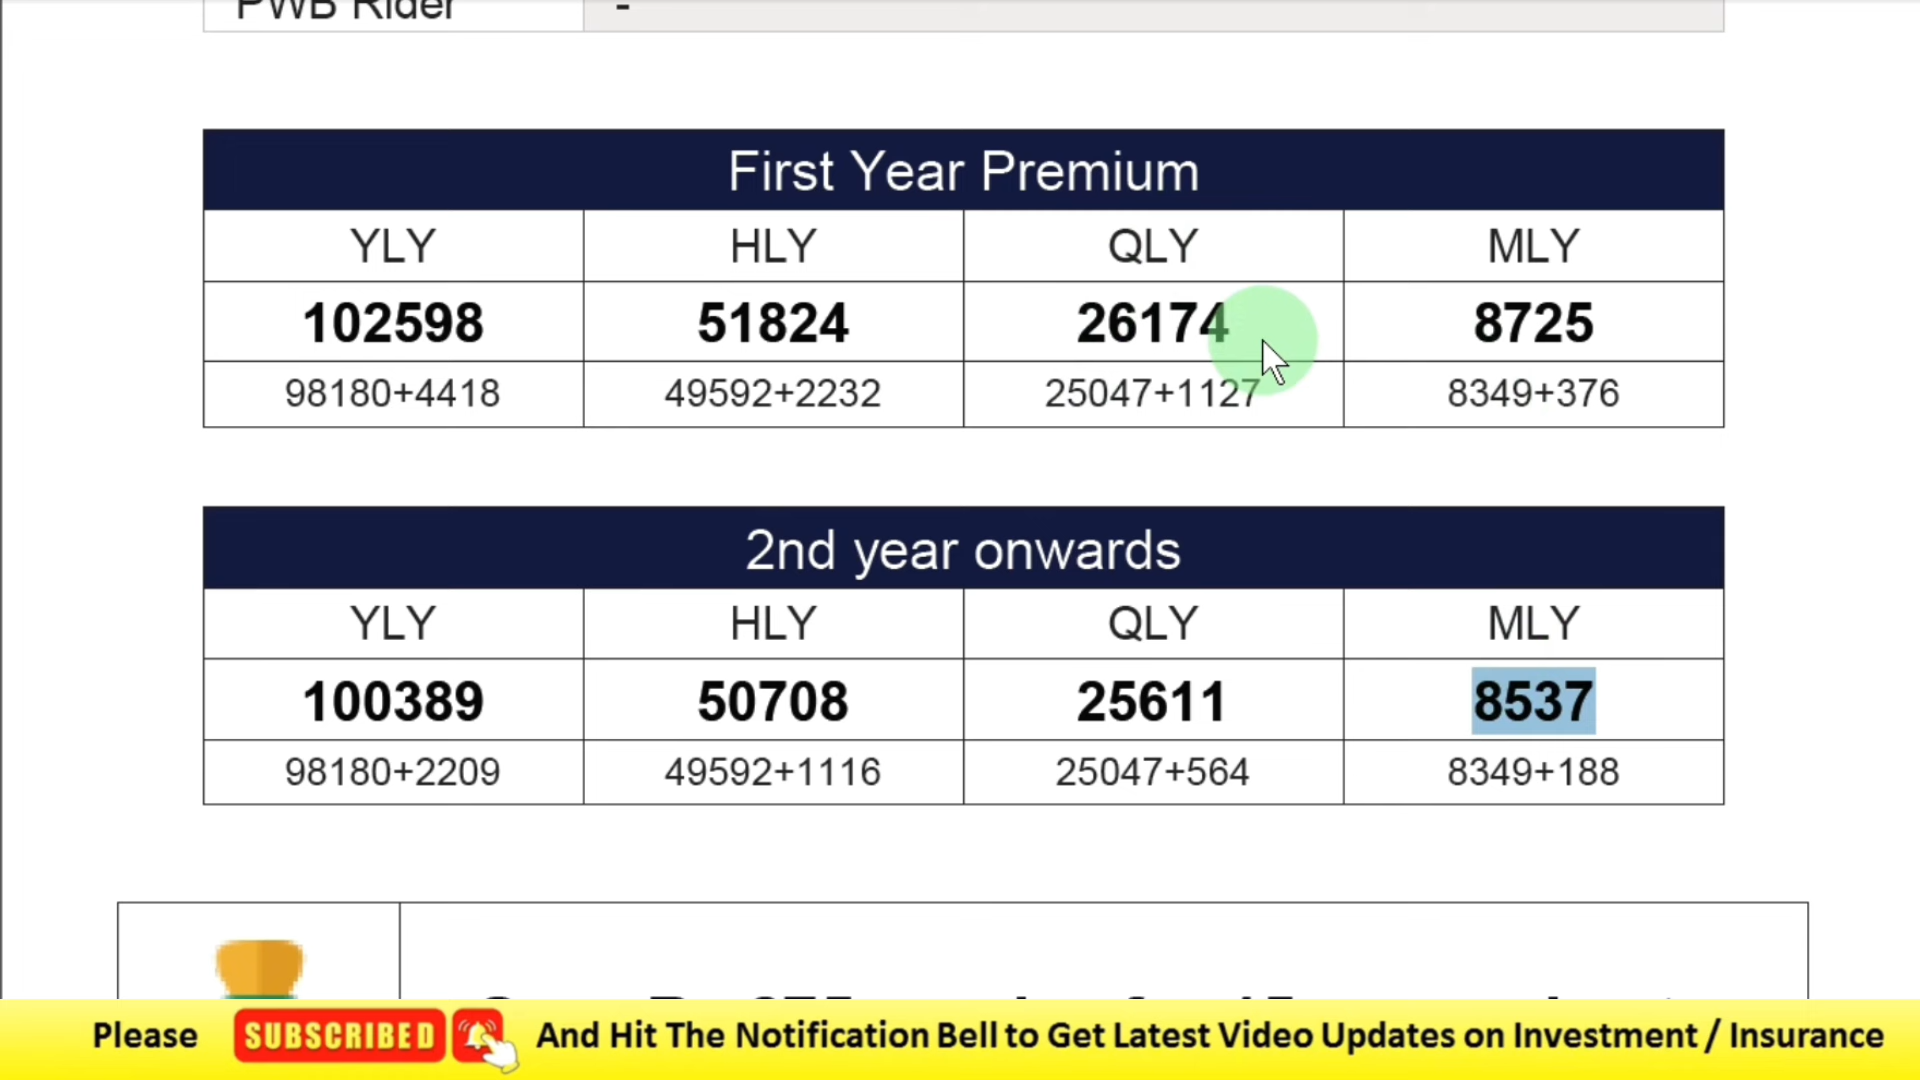 PWB Rider -
First Year Premium
YLY HLY QLY MLY
102598 51824 26174 8725
98180+4418 49592+2232 25047+1127 8349+376
2nd year onwards
YLY HLY QLY MLY
100389 50708 25611 8537
98180+2209 49592+1116 25047+564 8349+188
Please SUBSCRIBED And Hit The Notification Bell to Get Latest Video Updates on Investment / Insurance